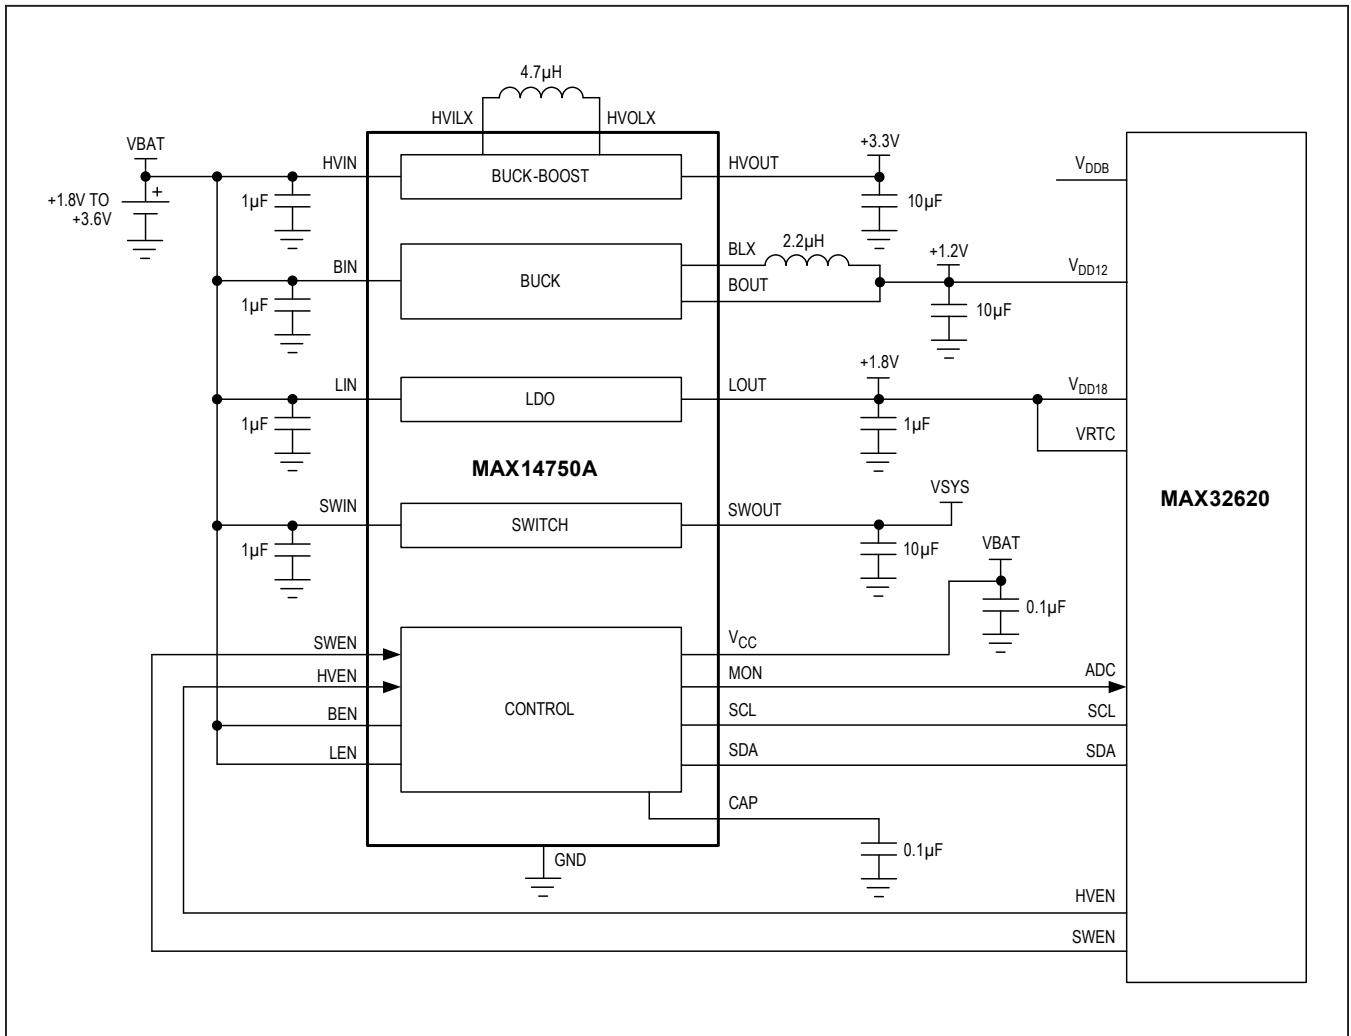 4.7µH
HVILX
HVOLX
VBAT
+1.8V TO
+3.6V
+
HVIN
1µF
BUCK-BOOST
HVOUT
+3.3V
10µF
VDDB
BIN
1µF
BUCK
BLX
2.2µH
BOUT
+1.2V
10µF
VDD12
LIN
1µF
LDO
LOUT
+1.8V
1µF
VDD18
VRTC
MAX14750A
MAX32620
SWIN
1µF
SWITCH
SWOUT
VSYS
10µF
VBAT
0.1µF
SWEN
HVEN
BEN
LEN
CONTROL
VCC
MON
SCL
SDA
CAP
ADC
SCL
SDA
0.1µF
GND
HVEN
SWEN